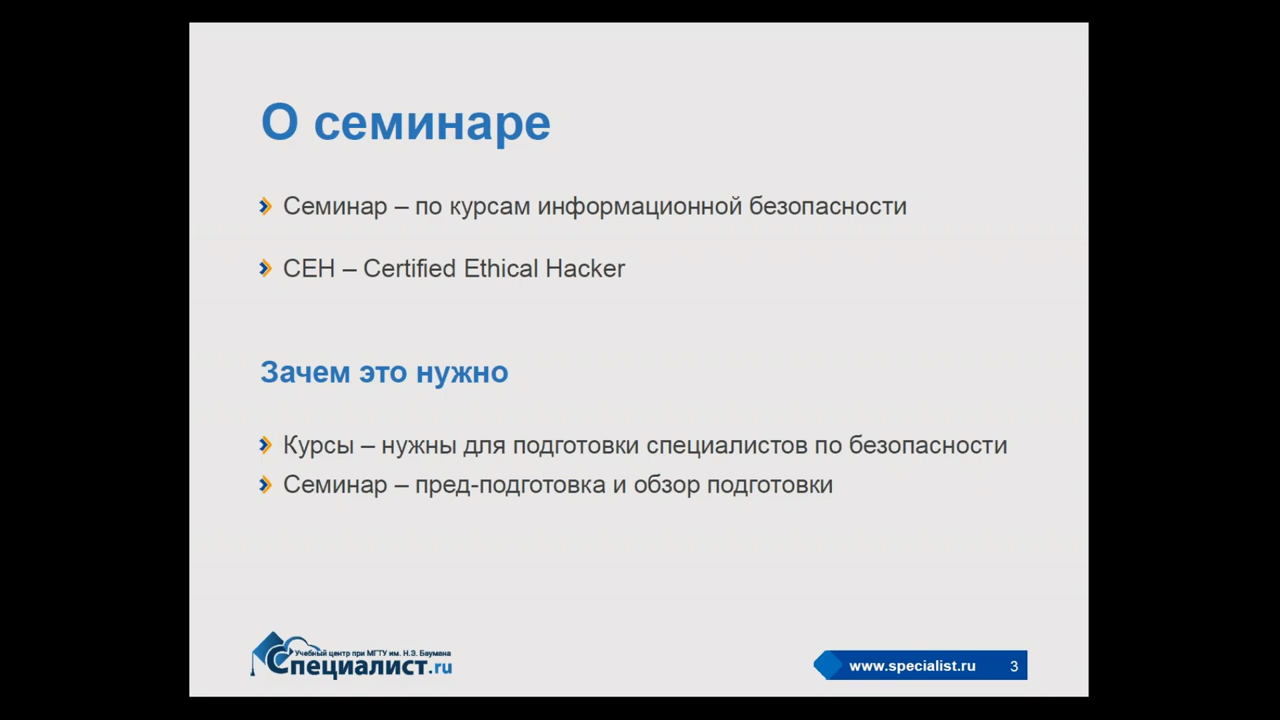 О семинаре
Семинар – по курсам информационной безопасности
CEH – Certified Ethical Hacker
Зачем это нужно
Курсы – нужны для подготовки специалистов по безопасности
Семинар – пред-подготовка и обзор подготовки
Учебный центр при МГТУ им. Н.Э. Баумана
Специалист.ru
www.specialist.ru 3